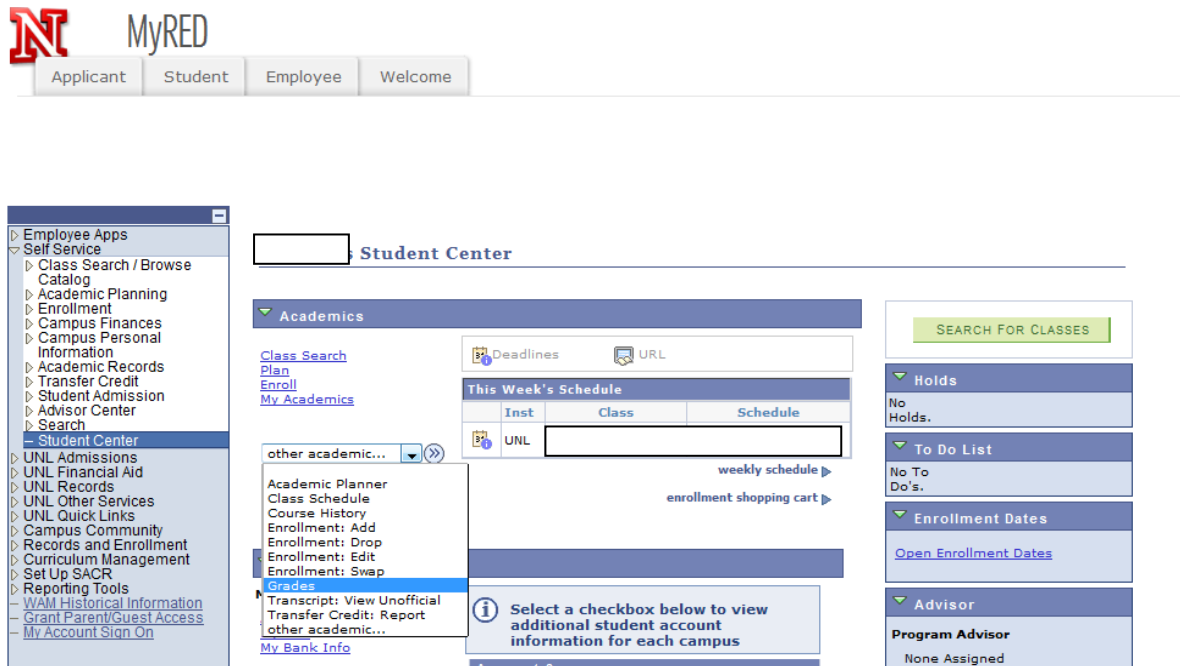 N
MyRED
Applicant
Student
Employee
Welcome
Employee Apps
Self Service
Class Search / Browse
Catalog
Academic Planning
Enrollment
Campus Finances
Campus Personal
Information
Academic Records
Transfer Credit
Student Admission
Advisor Center
Search
Student Center
UNL Admissions
UNL Financial Aid
UNL Records
UNL Other Services
UNL Quick Links
Campus Community
Records and Enrollment
Curriculum Management
Set Up SACR
Reporting Tools
WAM Historical Information
Grant Parent/Guest Access
My Account Sign On
Student Center
Academics
Class Search
Plan
Enroll
My Academics
other academic...
Academic Planner
Class Schedule
Course History
Enrollment: Add
Enrollment: Drop
Enrollment: Edit
Enrollment: Swap
Grades
Transcript: View Unofficial
Transfer Credit: Report
other academic...
My Bank Info
Deadlines
URL
This Week's Schedule
Inst
Class
Schedule
UNL
weekly schedule
enrollment shopping cart
Select a checkbox below to view
additional student account
information for each campus
SEARCH FOR CLASSES
Holds
No
Holds.
To Do List
No To
Do's.
Enrollment Dates
Open Enrollment Dates
Advisor
Program Advisor
None Assigned